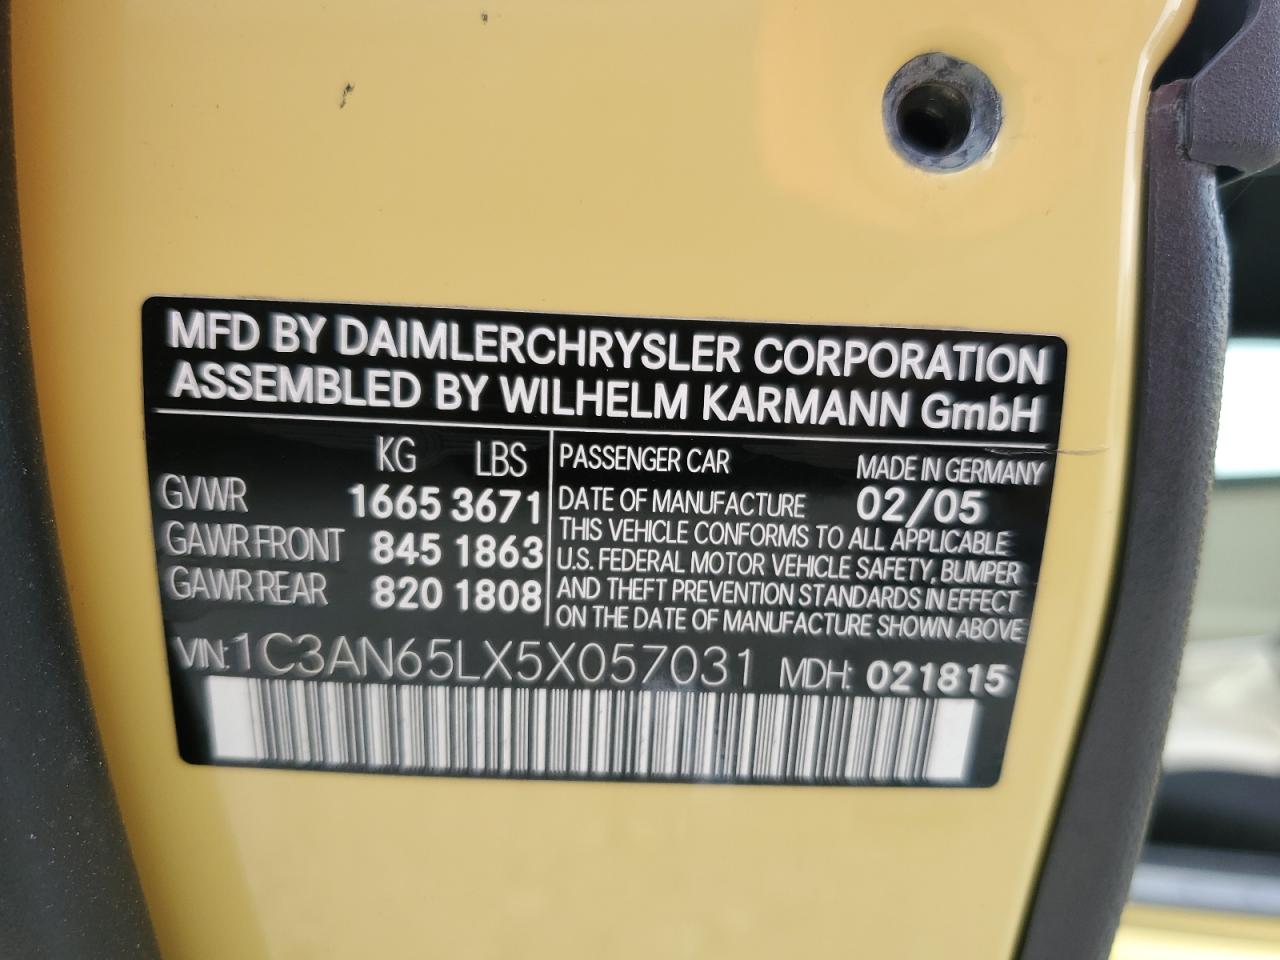 MFD BY DAIMLERCHRYSLER CORPORATION
ASSEMBLED BY WILHELM KARMANN GmbH
KG LBS
GVWR 1665 3671
GAWR FRONT 845 1863
GAWR REAR 820 1808
PASSENGER CAR MADE IN GERMANY
DATE OF MANUFACTURE 02/05
THIS VEHICLE CONFORMS TO ALL APPLICABLE
U.S. FEDERAL MOTOR VEHICLE SAFETY, BUMPER
AND THEFT PREVENTION STANDARDS IN EFFECT
ON THE DATE OF MANUFACTURE SHOWN ABOVE
VIN: 1C3AN65LX5X057031 MDH: 021815